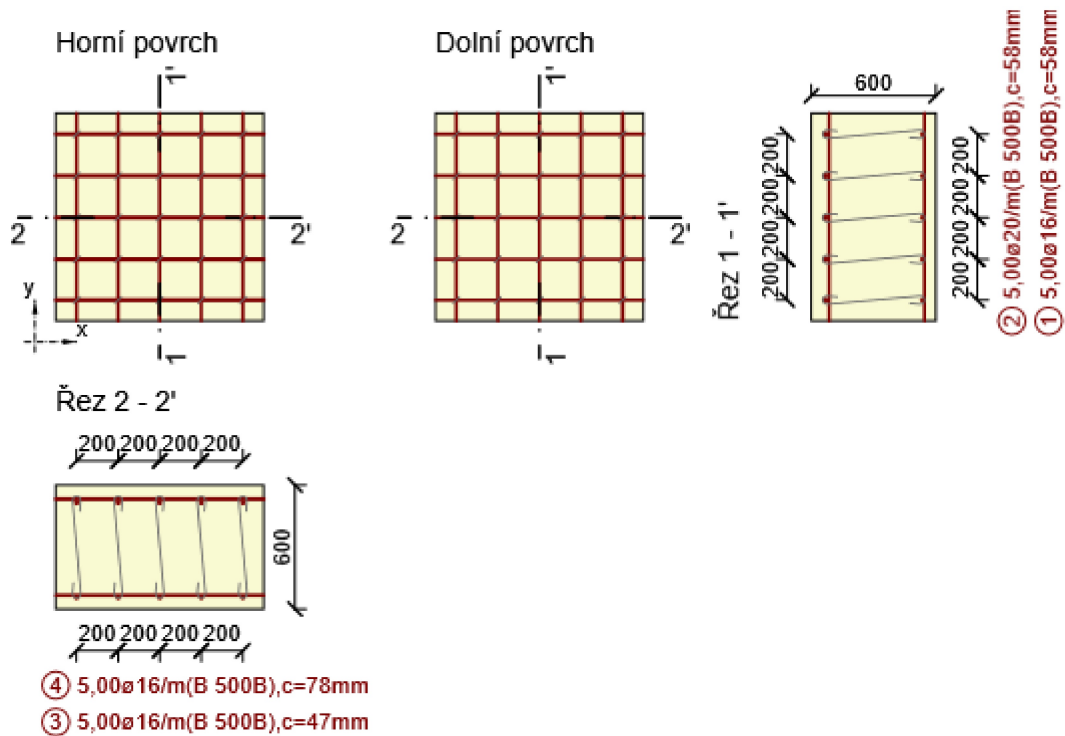 Horní povrch
Dolní povrch
1'
1'
2
2'
2
2'
y
x
1
1
600
200
200
200
200
200
200
200
200
Řez 1 - 1'
② 5,00ø20/m(B 500B),c=58mm
① 5,00ø16/m(B 500B),c=58mm
Řez 2 - 2'
200 200 200 200
600
200 200 200 200
④ 5,00ø16/m(B 500B),c=78mm
③ 5,00ø16/m(B 500B),c=47mm